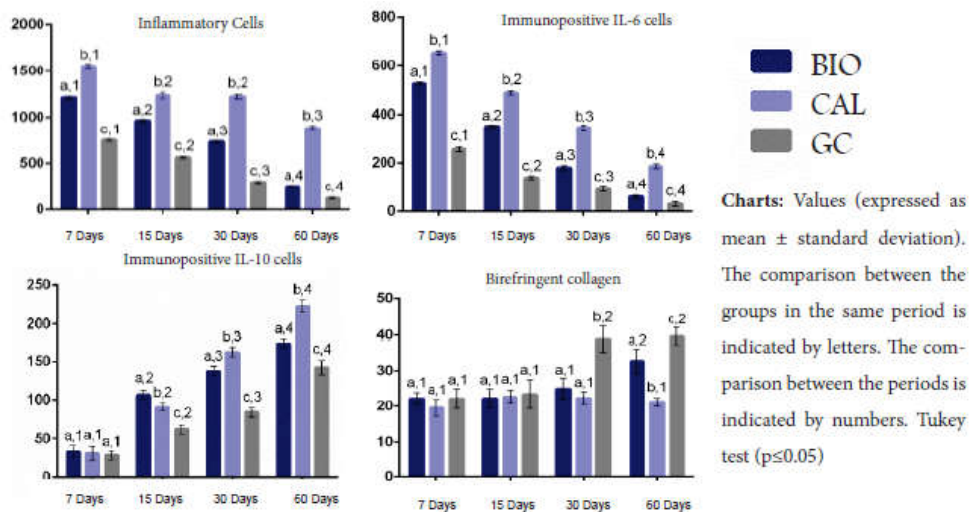 Inflammatory Cells
1250
1000
750
500
250
0
a,1 b,1 c,1 a,2 b,2 c,2 a,3 b,2 c,3 a,4 b,3 c,4
7 Days 15 Days 30 Days 60 Days
Immunopositive IL-6 cells
800
600
400
200
0
a,1 b,1 c,1 a,2 b,2 c,2 a,3 b,3 c,3 a,4 b,4 c,4
7 Days 15 Days 30 Days 60 Days
BIO
CAL
GC
Charts: Values (expressed as
mean ± standard deviation).
The comparison between the
groups in the same period is
indicated by letters. The com-
parison between the periods is
indicated by numbers. Tukey
test (p≤0.05)
Immunopositive IL-10 cells
250
200
150
100
50
0
a,1 a,1 a,1 a,2 b,2 c,2 a,3 b,3 c,3 a,4 b,4 c,4
7 Days 15 Days 30 Days 60 Days
Birefringent collagen
50
40
30
20
10
0
a,1 a,1 a,1 a,1 a,1 a,1 a,1 a,1 b,2 a,2 b,1 c,2
7 Days 15 Days 30 Days 60 Days